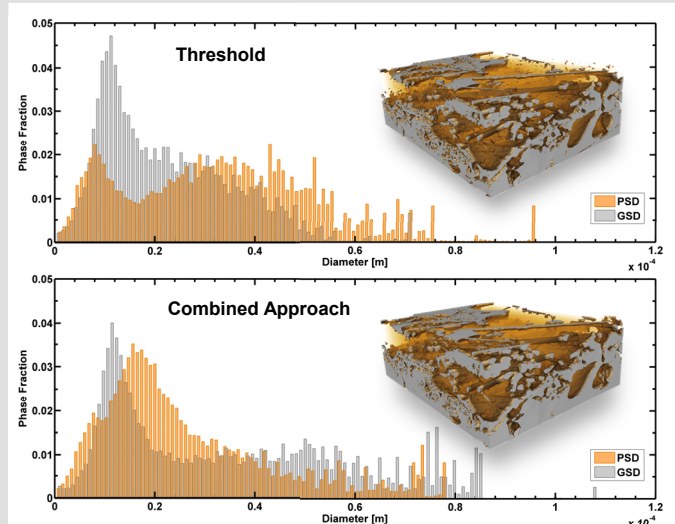 Threshold
0.05
0.04
0.03
0.02
0.01
0
Phase Fraction
0 0.2 0.4 0.6 0.8 1 1.2
Diameter [m]
x 10⁻⁴
PSD
GSD
Combined Approach
0.05
0.04
0.03
0.02
0.01
0
Phase Fraction
0 0.2 0.4 0.6 0.8 1 1.2
Diameter [m]
x 10⁻⁴
PSD
GSD